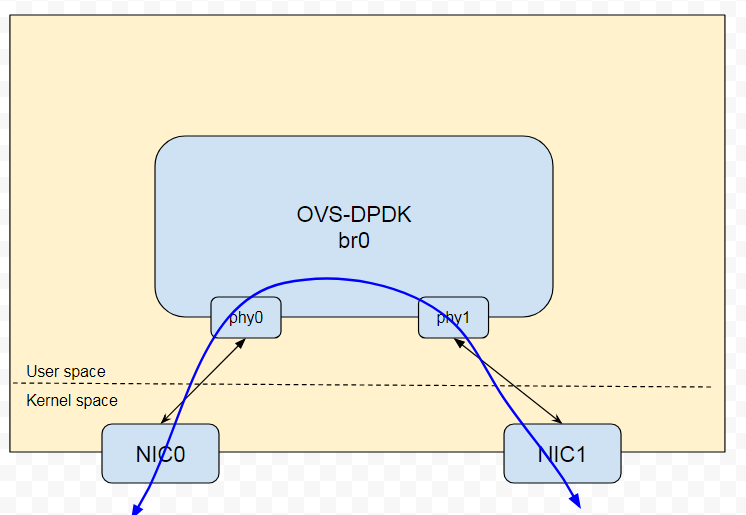 OVS-DPDK
br0
phy0
phy1
User space
Kernel space
NIC0
NIC1